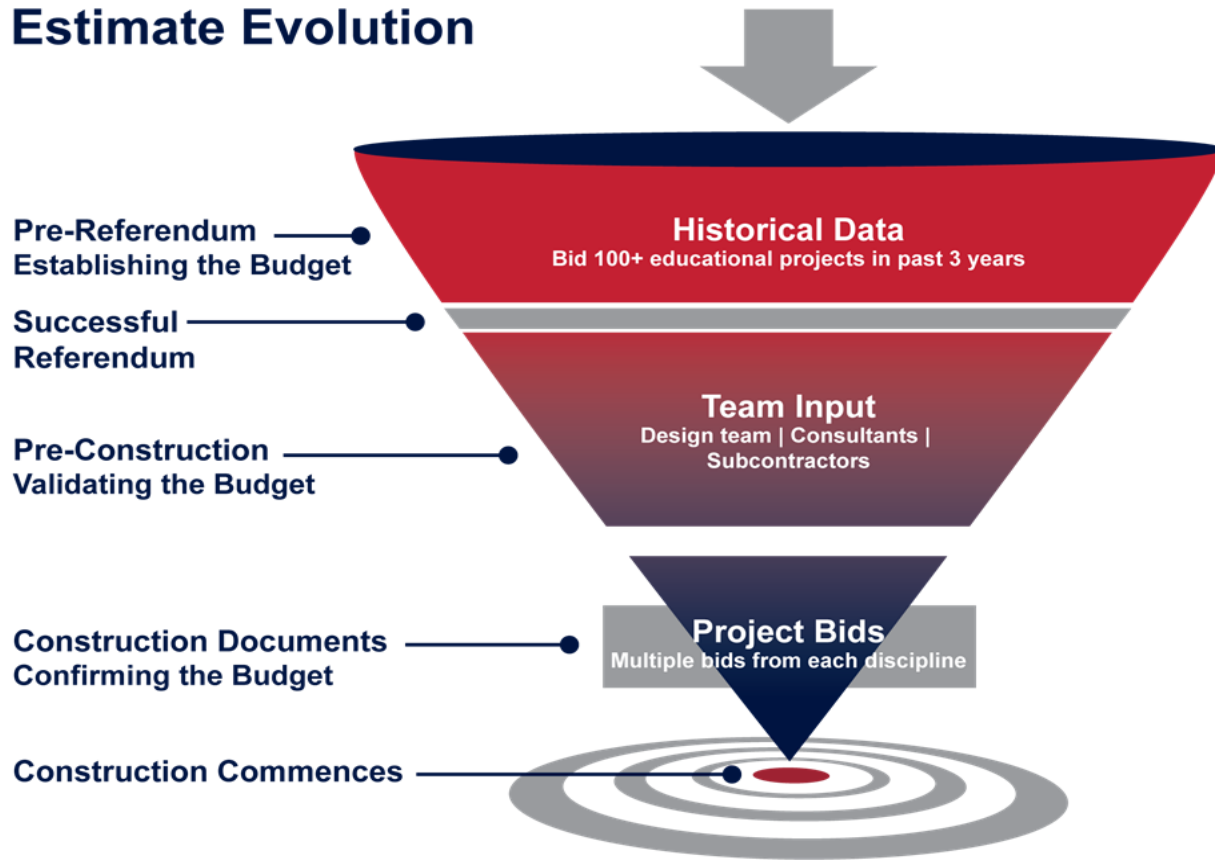 Estimate Evolution
Pre-Referendum
Establishing the Budget
Historical Data
Bid 100+ educational projects in past 3 years
Successful
Referendum
Team Input
Design team | Consultants |
Subcontractors
Pre-Construction
Validating the Budget
Project Bids
Multiple bids from each discipline
Construction Documents
Confirming the Budget
Construction Commences